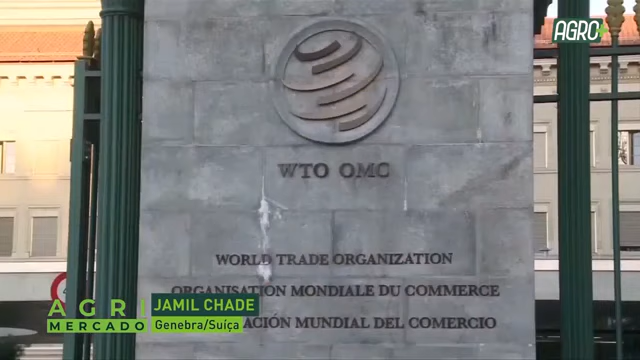 AGRO+
WTO OMC
WORLD TRADE ORGANIZATION
ORGANISATION MONDIALE DU COMMERCE
ACIÓN MUNDIAL DEL COMERCIO
AGRI
MERCADO
JAMIL CHADE
Genebra/Suíça